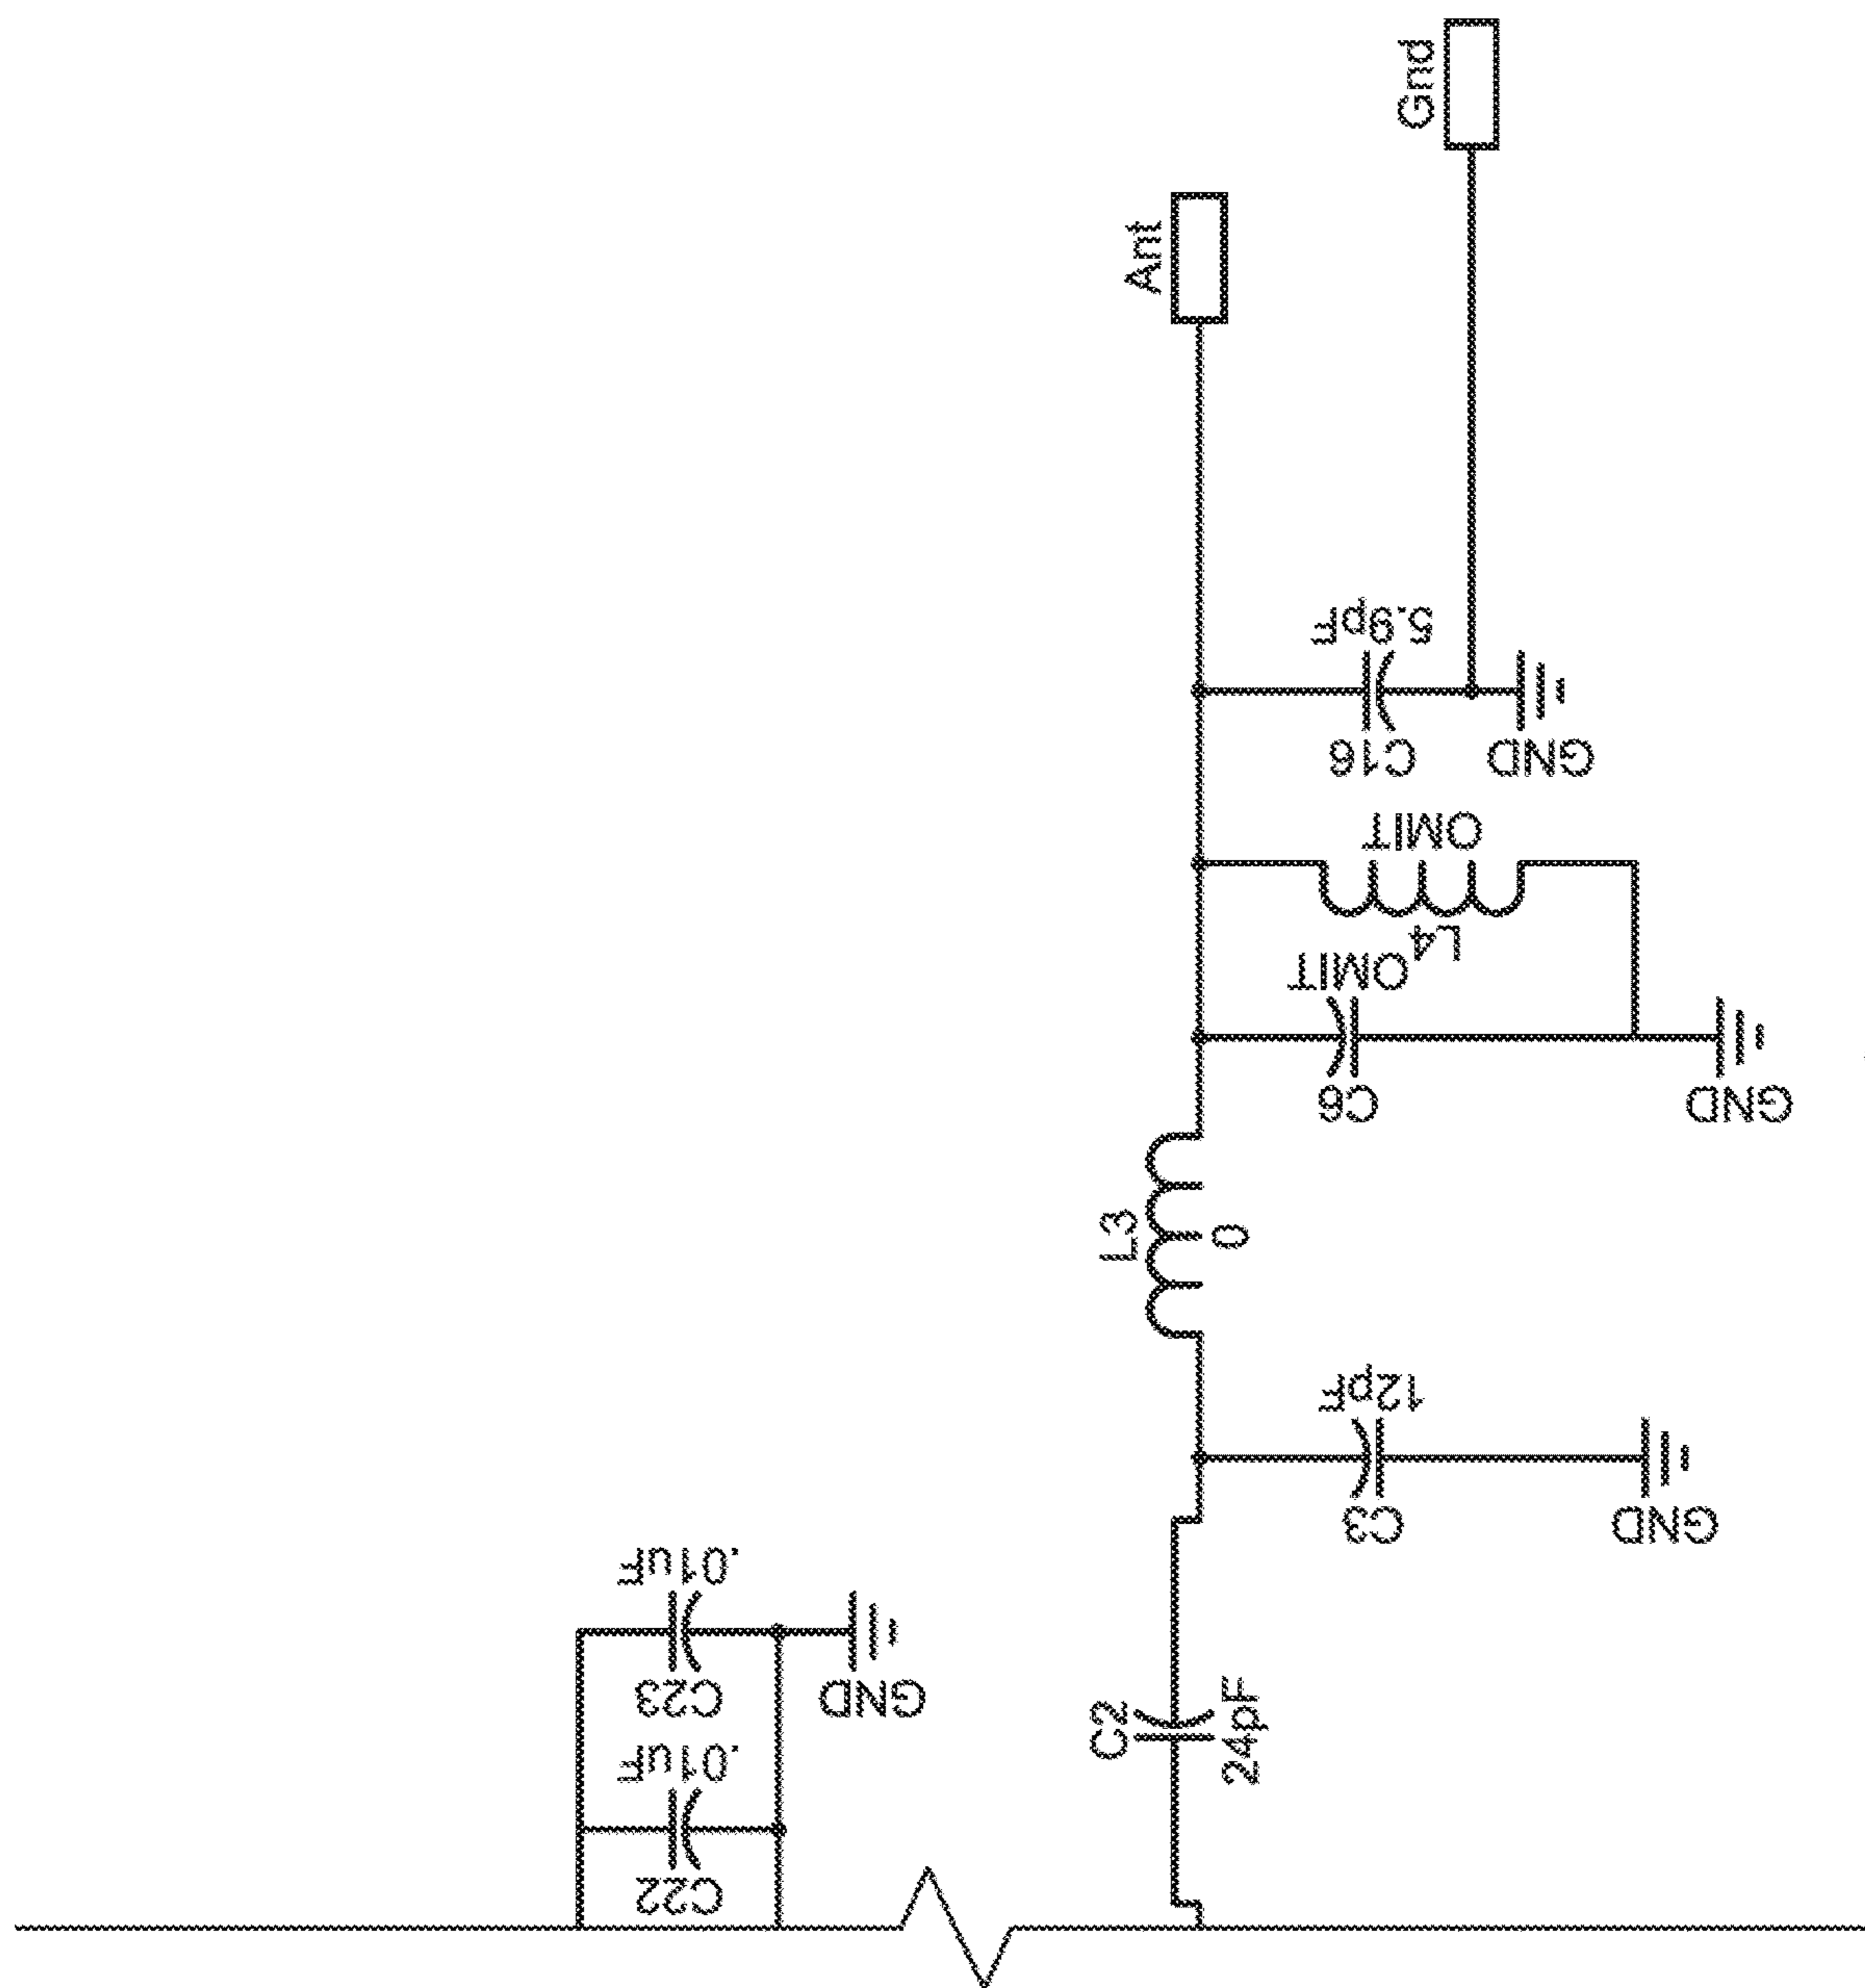 Gnd
Ant
5.9pF
C16
GND
OMIT
L4
OMIT
C6
GND
L3
0
12pF
C3
GND
.01uF
C23
GND
.01uF
C22
C2
24pF